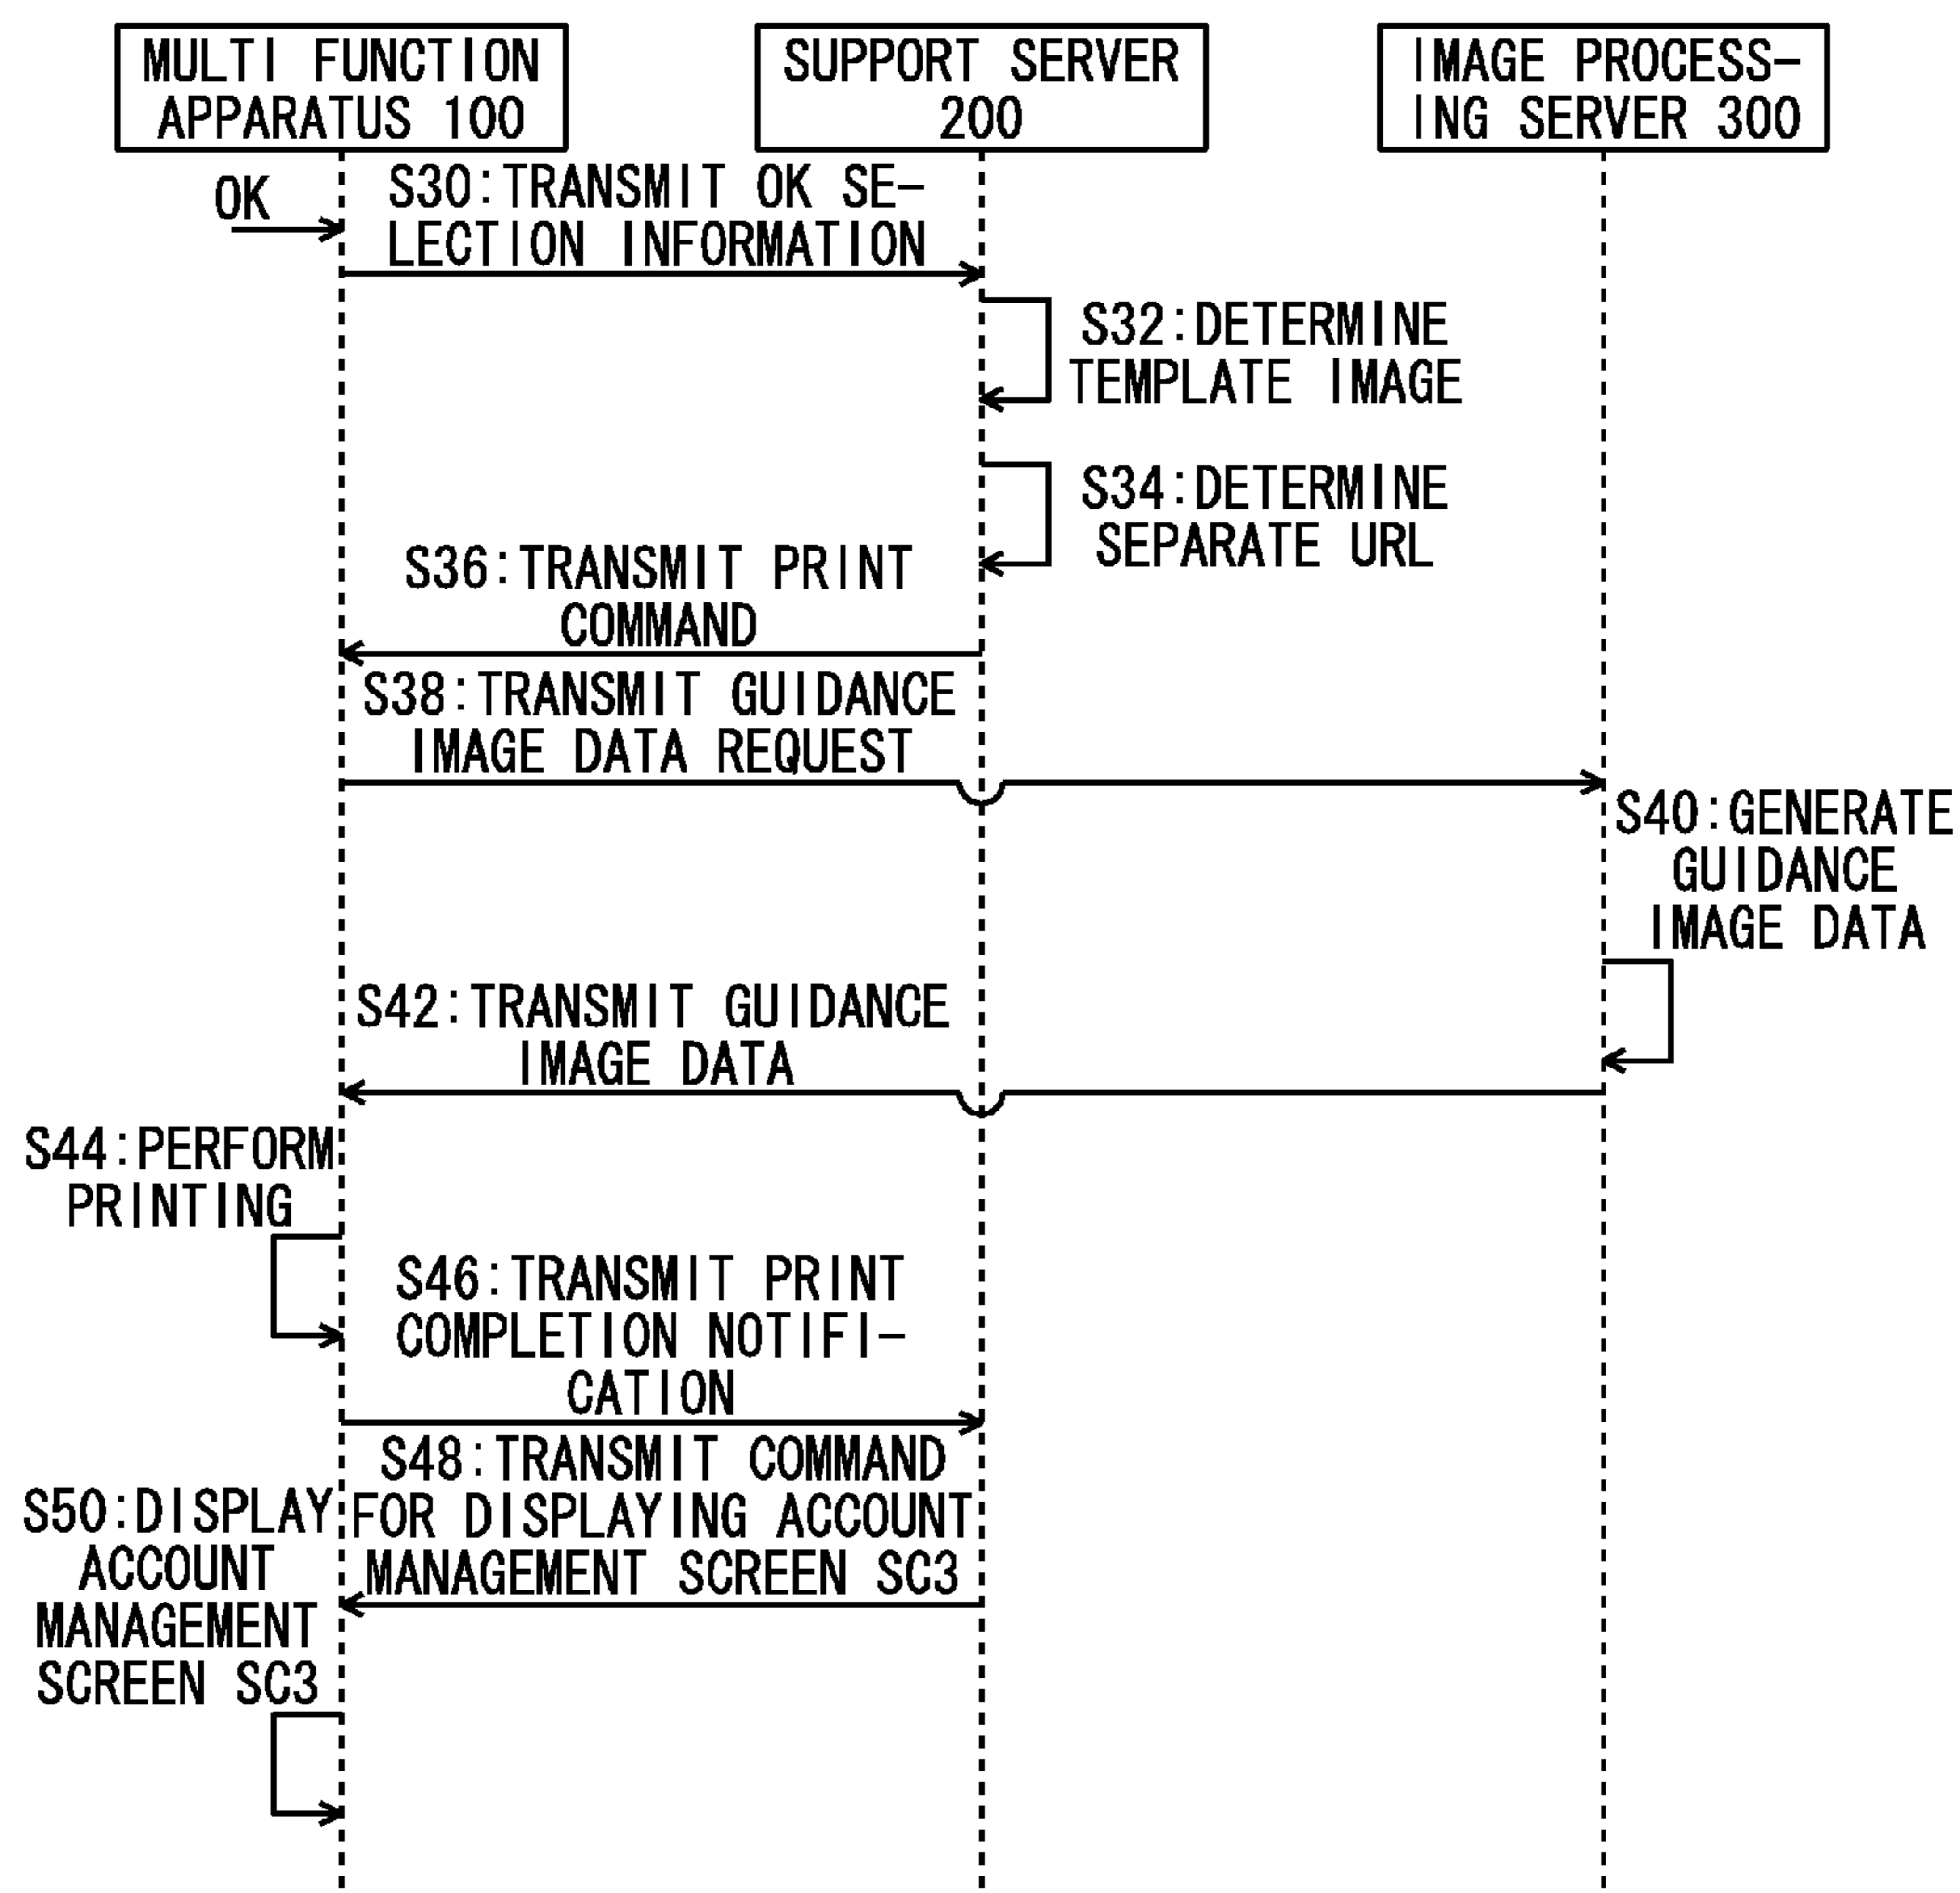 MULTI FUNCTION
APPARATUS 100
SUPPORT SERVER
200
IMAGE PROCESS-
ING SERVER 300
OK
S30:TRANSMIT OK SE-
LECTION INFORMATION
S32:DETERMINE
TEMPLATE IMAGE
S34:DETERMINE
SEPARATE URL
S36:TRANSMIT PRINT
COMMAND
S38:TRANSMIT GUIDANCE
IMAGE DATA REQUEST
S40:GENERATE
GUIDANCE
IMAGE DATA
S42:TRANSMIT GUIDANCE
IMAGE DATA
S44:PERFORM
PRINTING
S46:TRANSMIT PRINT
COMPLETION NOTIFI-
CATION
S48:TRANSMIT COMMAND
FOR DISPLAYING ACCOUNT
MANAGEMENT SCREEN SC3
S50:DISPLAY
ACCOUNT
MANAGEMENT
SCREEN SC3